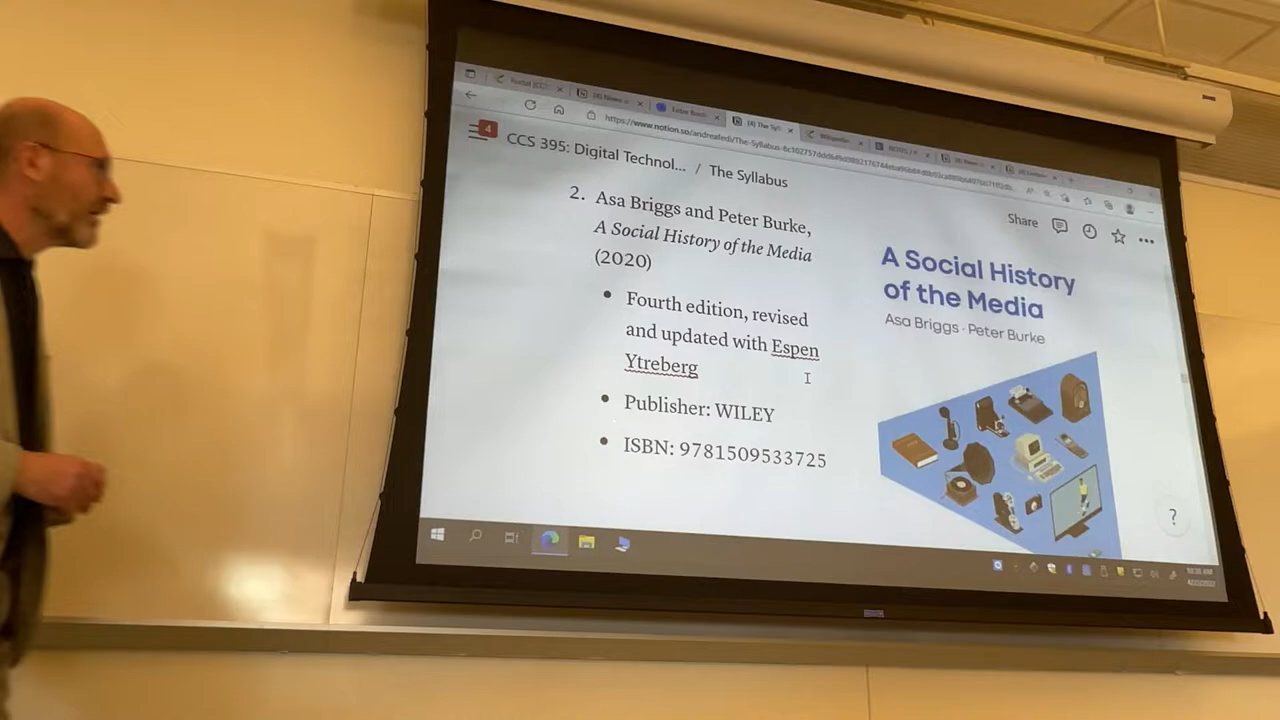 https://www.notion.so/andreatedi/The-Syllabus-
4
CCS 395: Digital Technol... / The Syllabus
Share
2. Asa Briggs and Peter Burke,
A Social History of the Media
(2020)
• Fourth edition, revised
and updated with Espen
Ytreberg
• Publisher: WILEY
• ISBN: 9781509533725
A Social History
of the Media
Asa Briggs · Peter Burke
?